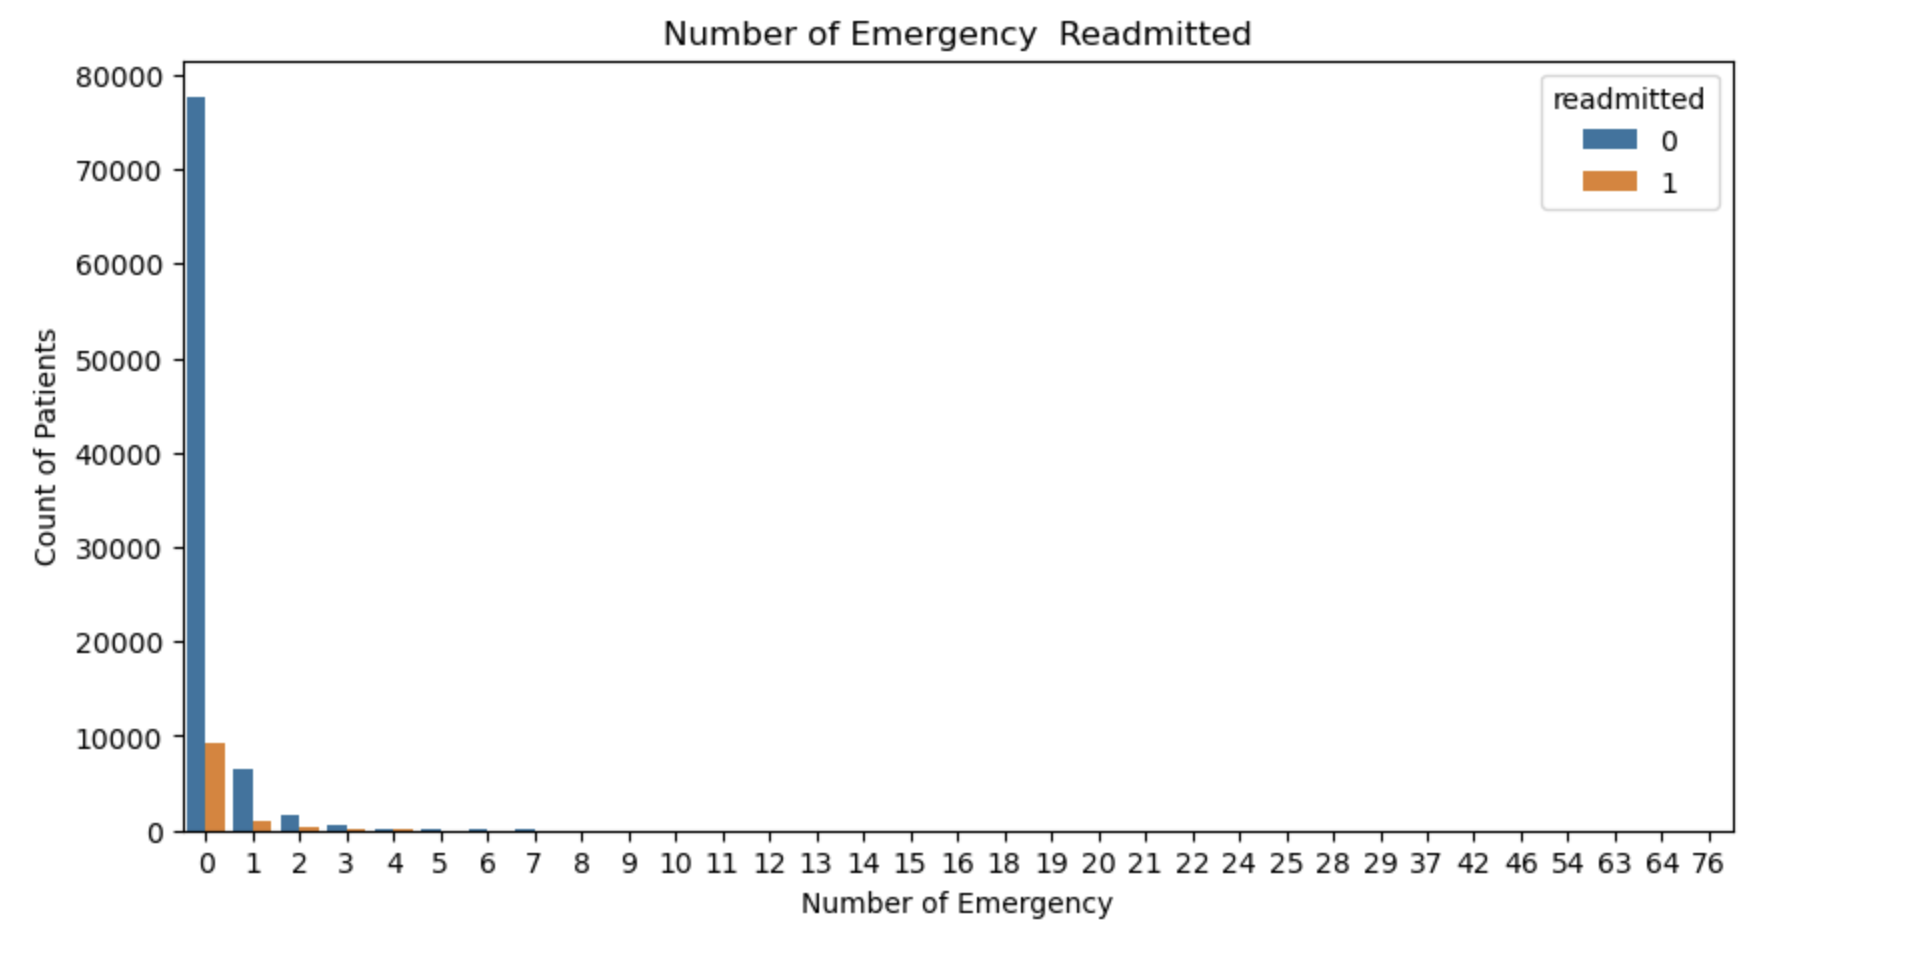 Number of Emergency  Readmitted
readmitted
0
1
Count of Patients
80000
70000
60000
50000
40000
30000
20000
10000
0
0 1 2 3 4 5 6 7 8 9 10 11 12 13 14 15 16 18 19 20 21 22 24 25 28 29 37 42 46 54 63 64 76
Number of Emergency